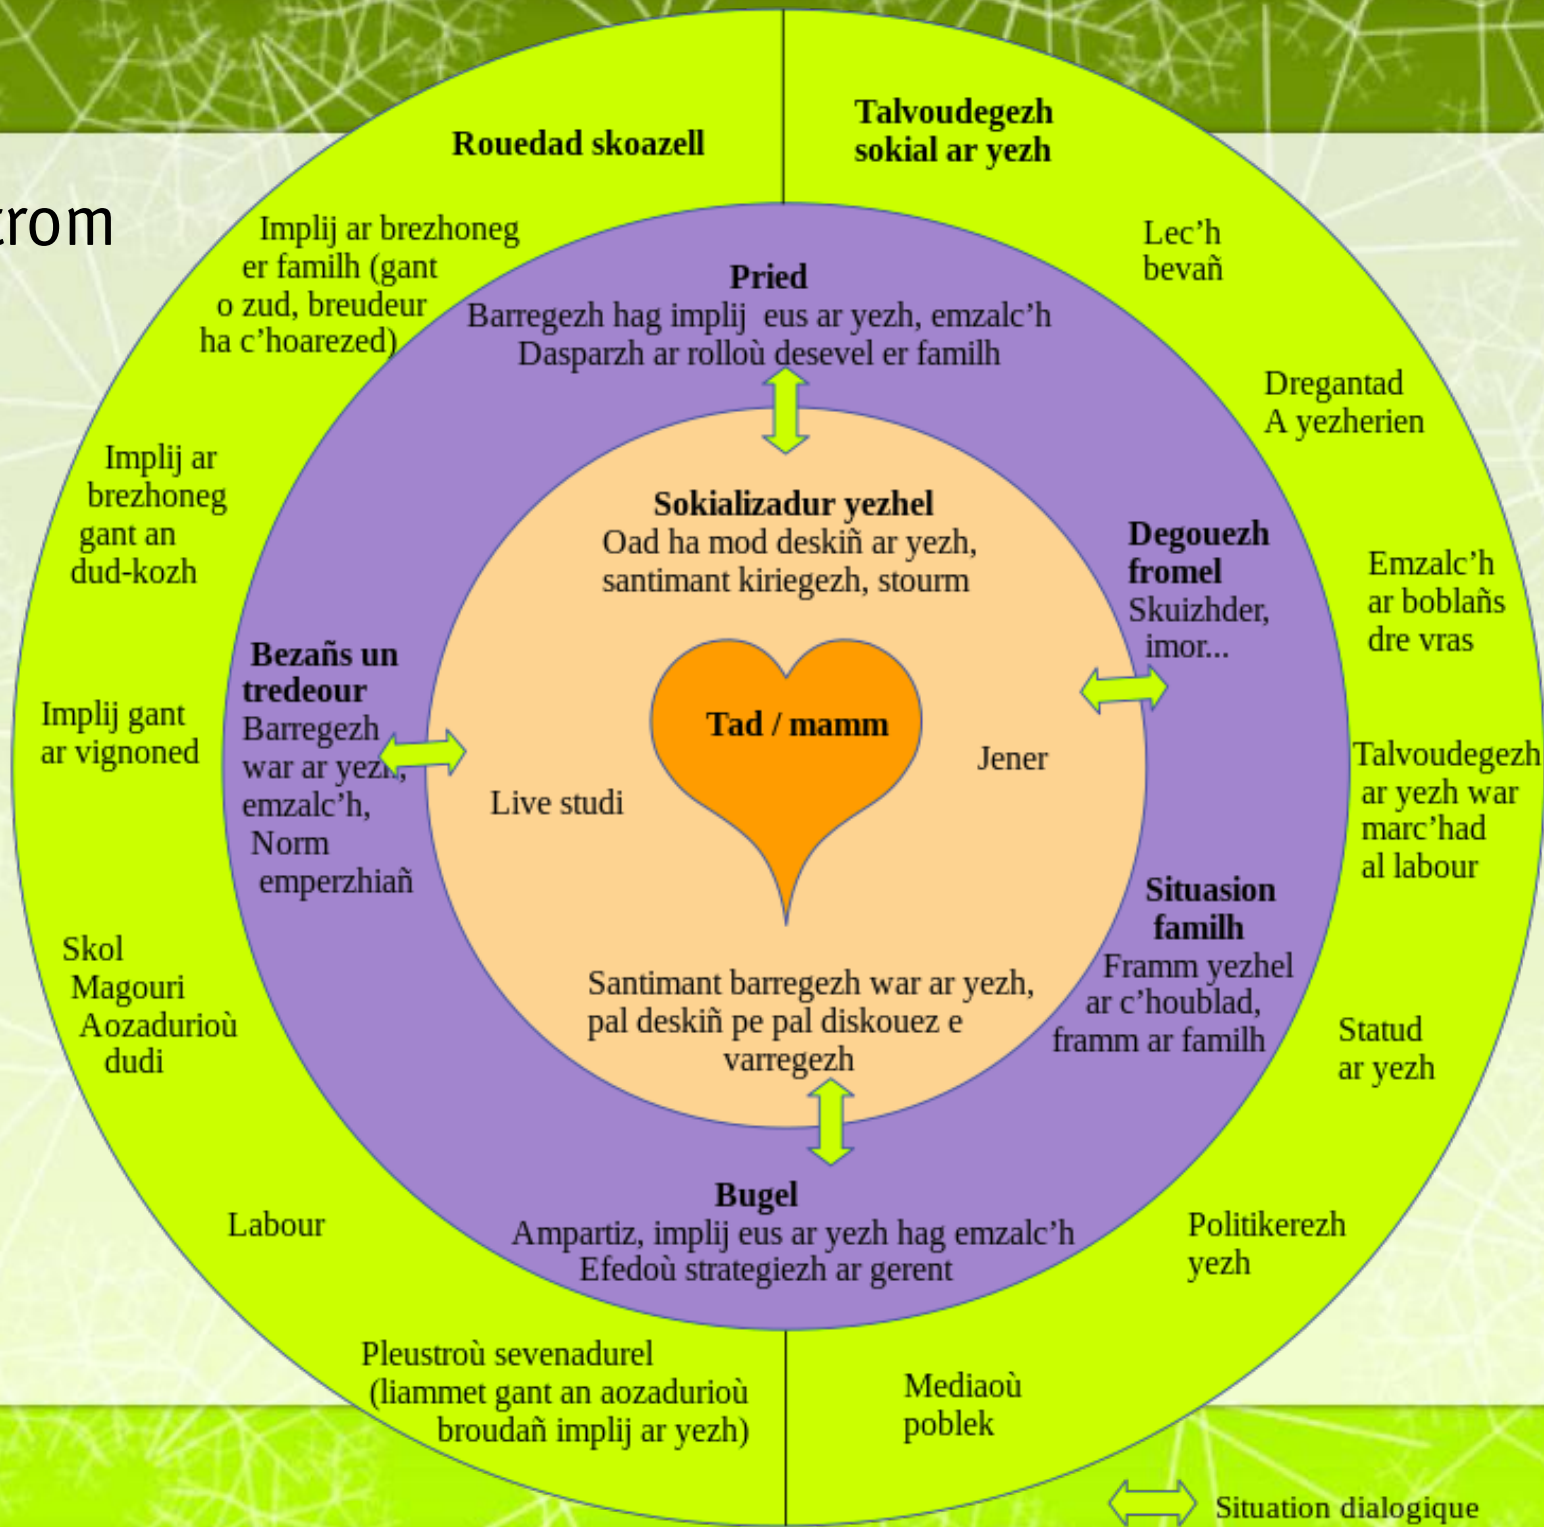 Rouedad skoazell
Implij ar brezhoneg
er familh (gant
o zud, breudeur
ha c’hoarezed)
Implij ar
brezhoneg
gant an
dud-kozh
Implij gant
ar vignoned
Skol
Magouri
Aozadurioù
dudi
Labour
Pleustroù sevenadurel
(liammet gant an aozadurioù
broudañ implij ar yezh)
Talvoudegezh
sokial ar yezh
Lec’h
bevañ
Dregantad
A yezherien
Emzalc’h
ar boblañs
dre vras
Talvoudegezh
ar yezh war
marc’had
al labour
Statud
ar yezh
Politikerezh
yezh
Mediaoù
poblek
Pried
Barregezh hag implij eus ar yezh, emzalc’h
Dasparzh ar rolloù desevel er familh
Degouezh
fromel
Skuizhder,
imor...
Situasion
familh
Framm yezhel
ar c’houblad,
framm ar familh
Bugel
Ampartiz, implij eus ar yezh hag emzalc’h
Efedoù strategiezh ar gerent
Bezañs un
tredeour
Barregezh
war ar yezh,
emzalc’h,
Norm
emperzhiañ
Sokializadur yezhel
Oad ha mod deskiñ ar yezh,
santimant kiriegezh, stourm
Tad / mamm
Jener
Live studi
Santimant barregezh war ar yezh,
pal deskiñ pe pal diskouez e
varregezh
Situation dialogique